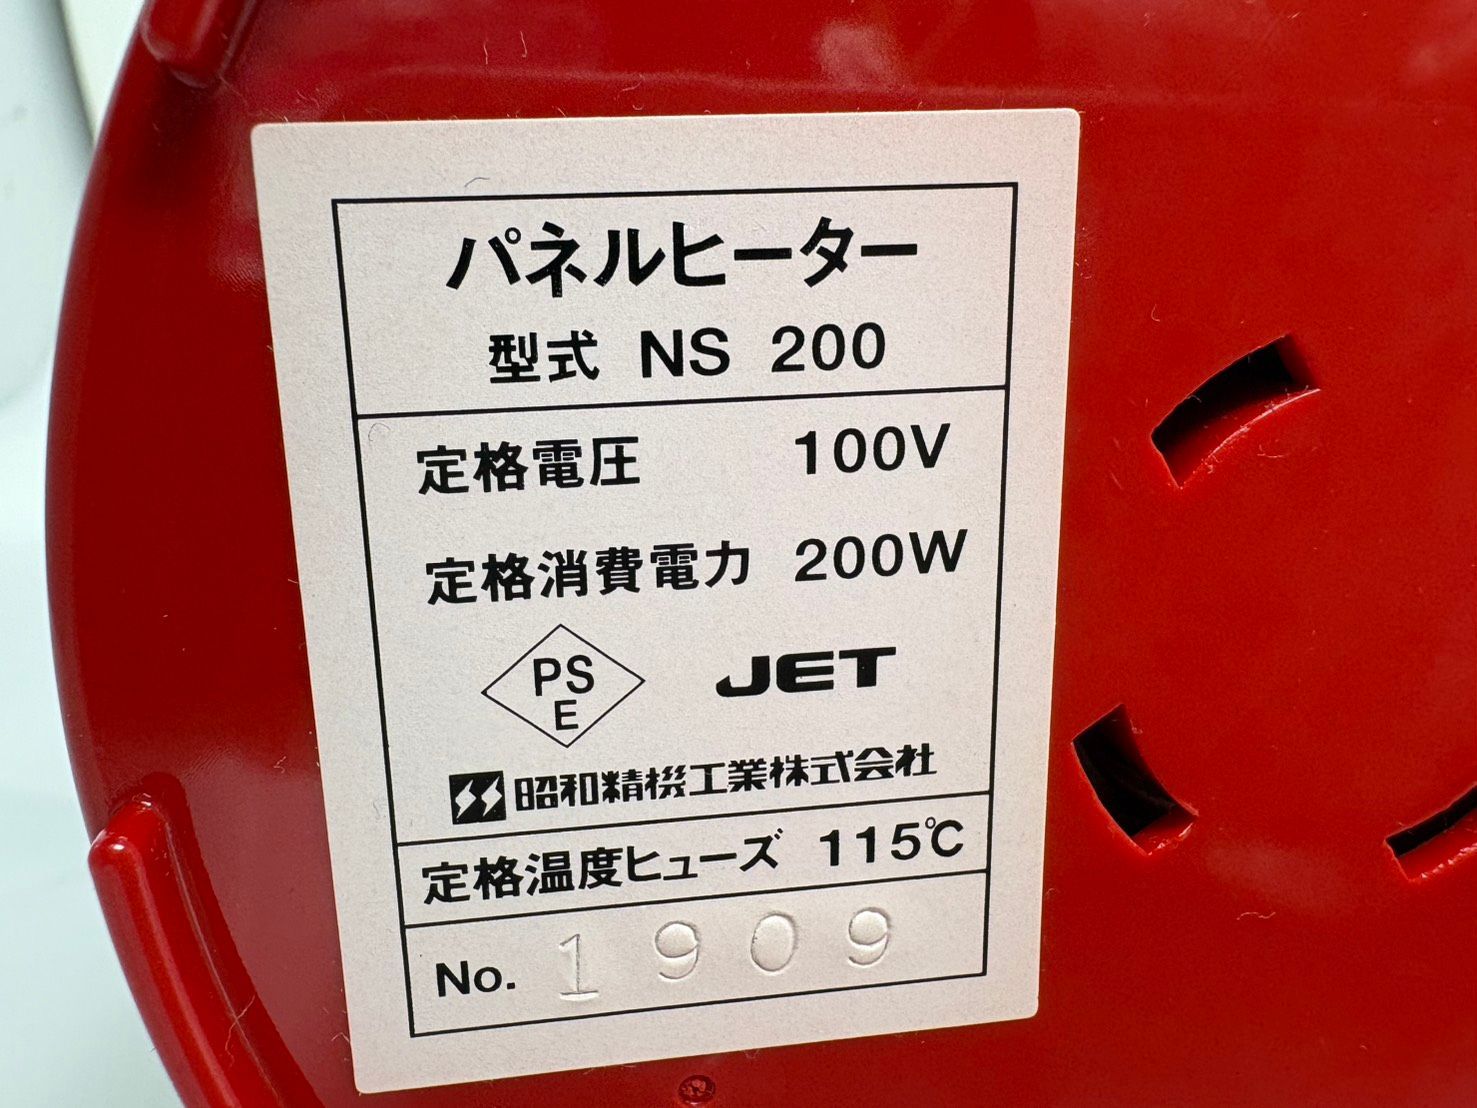 パネルヒーター
型式 NS 200
定格電圧 100V
定格消費電力 200W
PS
E
JET
昭和精機工業株式会社
定格温度ヒューズ 115℃
No. 1909